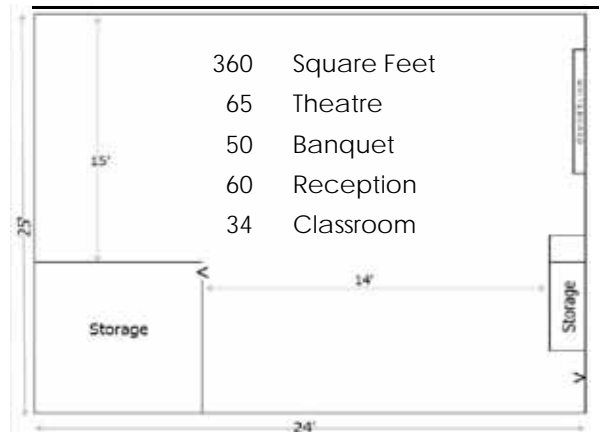 360 Square Feet
65 Theatre
50 Banquet
60 Reception
34 Classroom
15'
25'
14'
Storage
Storage
24'